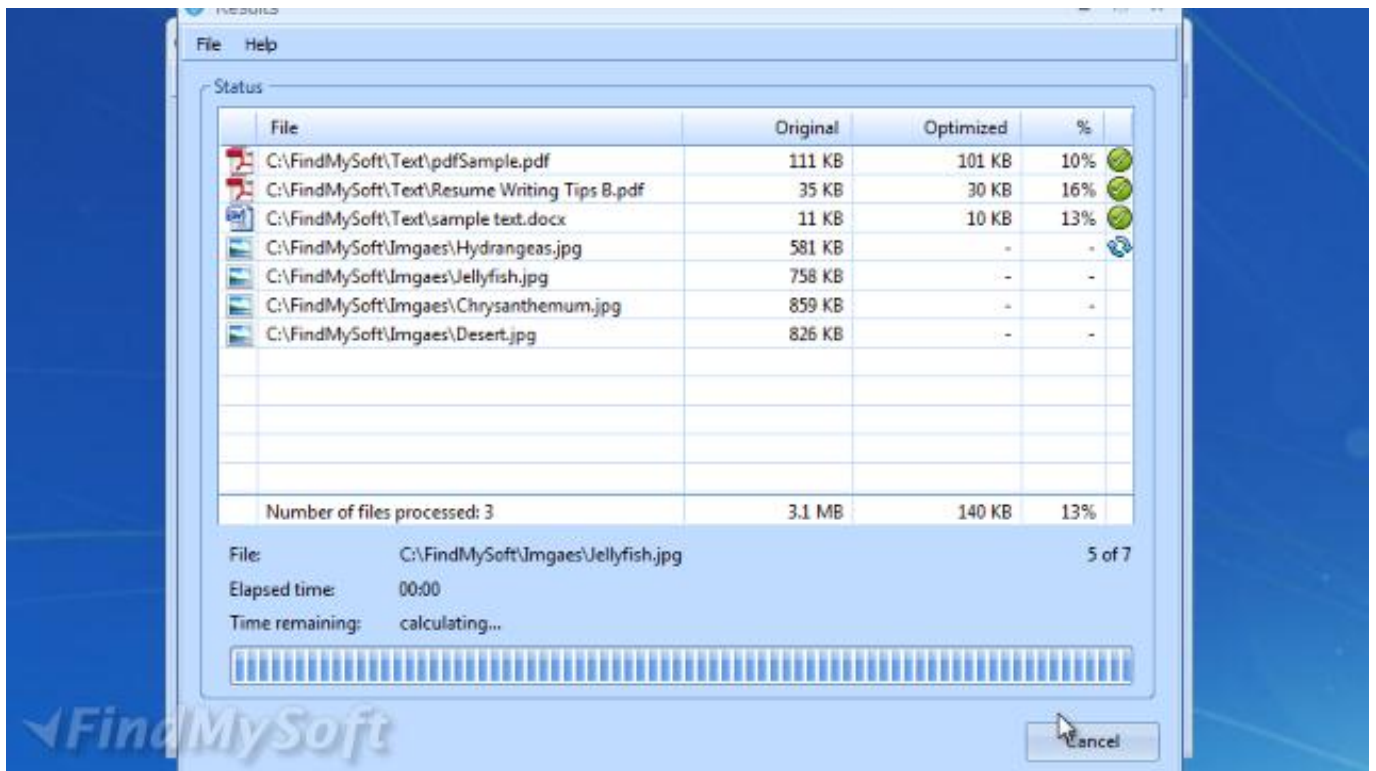 Results
File Help
Status
File Original Optimized %
C:\FindMySoft\Text\pdfSample.pdf 111 KB 101 KB 10%
C:\FindMySoft\Text\Resume Writing Tips B.pdf 35 KB 30 KB 16%
C:\FindMySoft\Text\sample text.docx 11 KB 10 KB 13%
C:\FindMySoft\Imgaes\Hydrangeas.jpg 581 KB - -
C:\FindMySoft\Imgaes\Jellyfish.jpg 758 KB - -
C:\FindMySoft\Imgaes\Chrysanthemum.jpg 859 KB - -
C:\FindMySoft\Imgaes\Desert.jpg 826 KB - -
Number of files processed: 3 3.1 MB 140 KB 13%
File: C:\FindMySoft\Imgaes\Jellyfish.jpg 5 of 7
Elapsed time: 00:00
Time remaining: calculating...
FindMySoft
Cancel